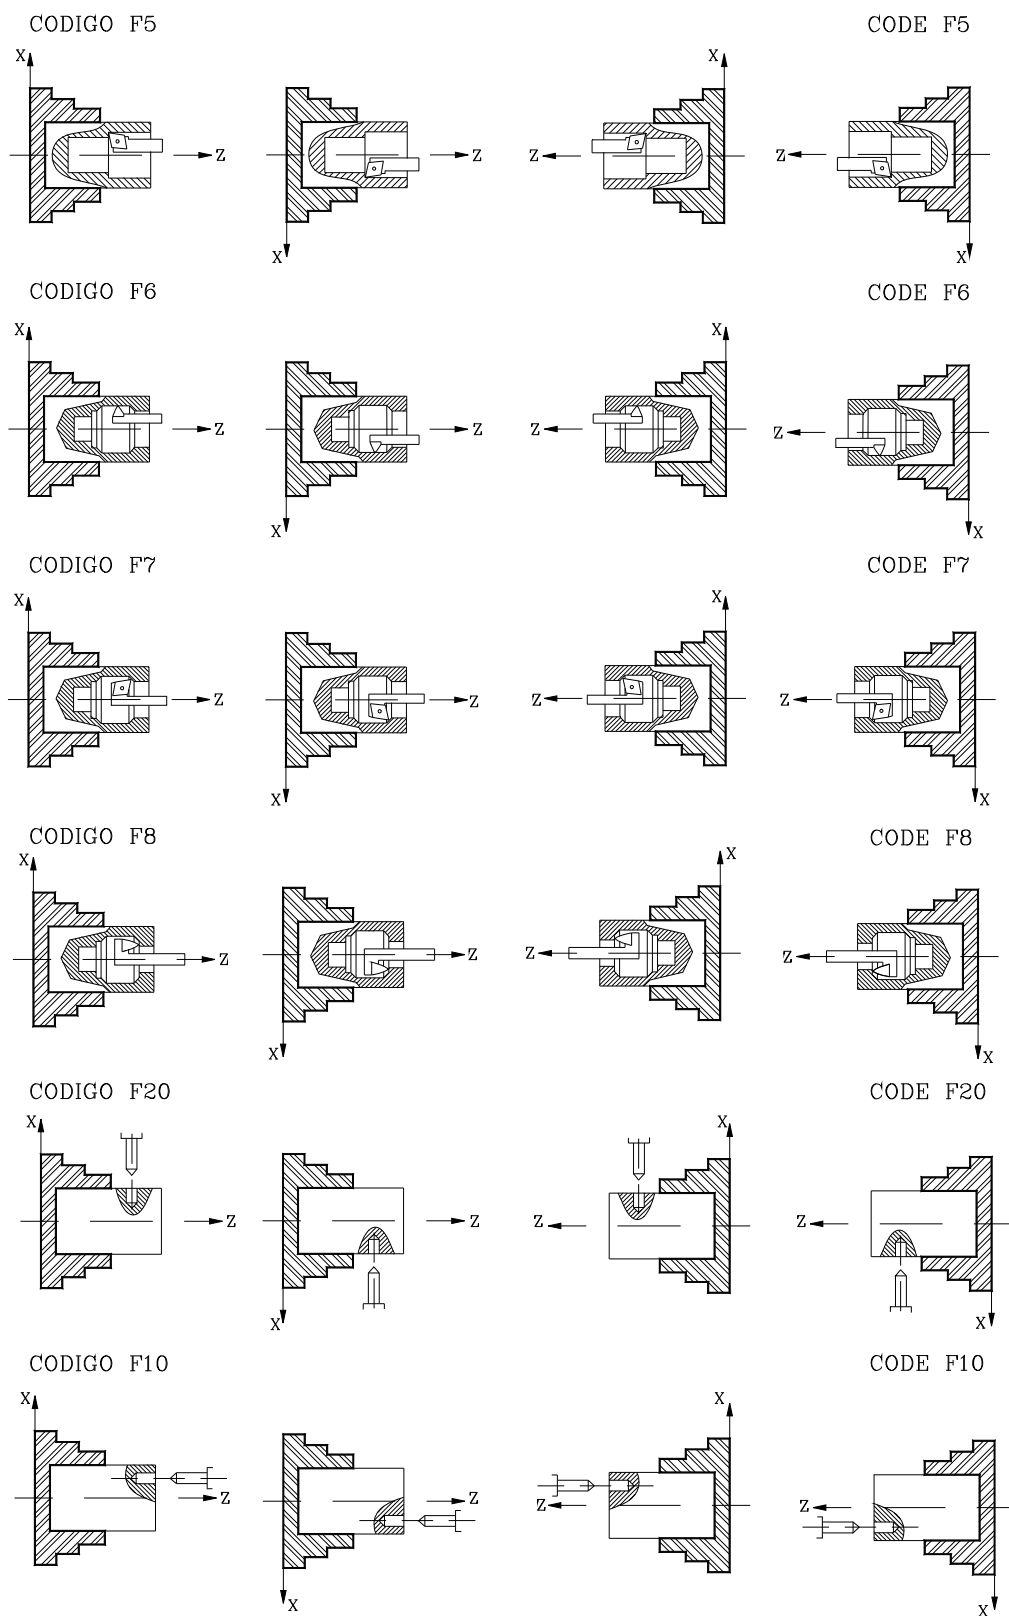 CODIGO F5 CODE F5
X X
Z Z Z Z
X X
CODIGO F6 CODE F6
X X
Z Z Z Z
X X
CODIGO F7 CODE F7
X X
Z Z Z Z
X X
CODIGO F8 CODE F8
X X
Z Z Z Z
X X
CODIGO F20 CODE F20
X X
Z Z Z Z
X X
CODIGO F10 CODE F10
X X
Z Z Z Z
X X